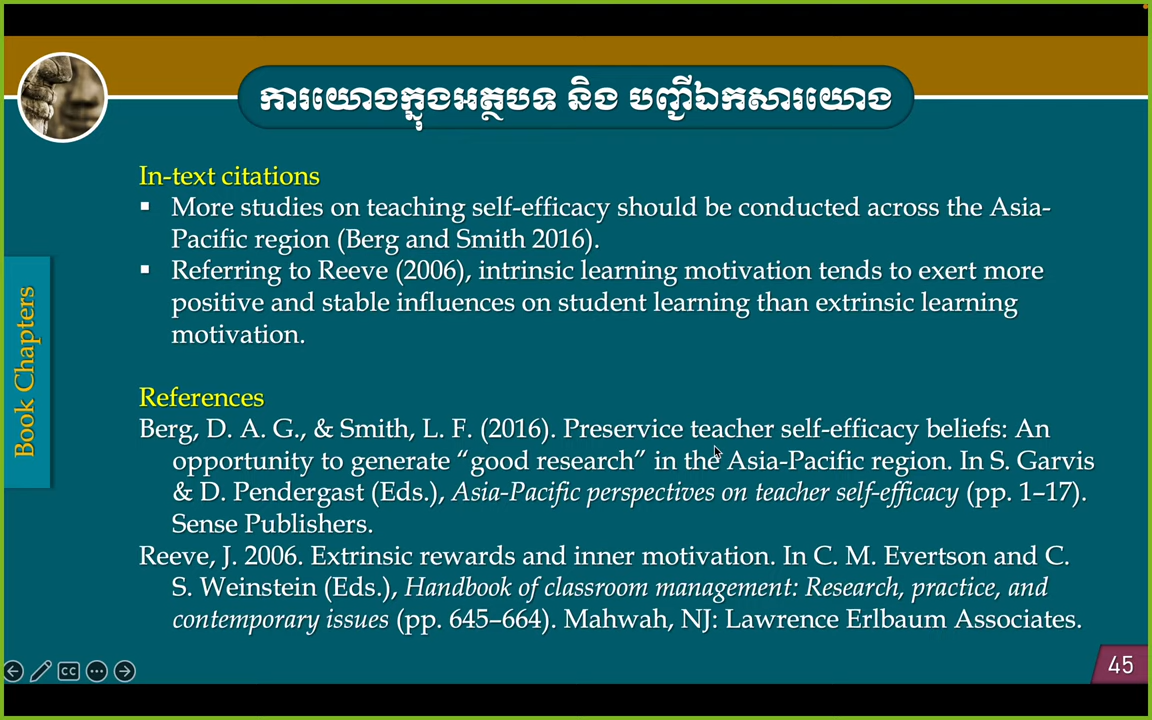 ការយោងក្នុងអត្ថបទ និង បញ្ជីឯកសារយោង
In-text citations
▪ More studies on teaching self-efficacy should be conducted across the Asia-
Pacific region (Berg and Smith 2016).
▪ Referring to Reeve (2006), intrinsic learning motivation tends to exert more
positive and stable influences on student learning than extrinsic learning
motivation.
Book Chapters
References
Berg, D. A. G., & Smith, L. F. (2016). Preservice teacher self-efficacy beliefs: An
opportunity to generate “good research” in the Asia-Pacific region. In S. Garvis
& D. Pendergast (Eds.), Asia-Pacific perspectives on teacher self-efficacy (pp. 1–17).
Sense Publishers.
Reeve, J. 2006. Extrinsic rewards and inner motivation. In C. M. Evertson and C.
S. Weinstein (Eds.), Handbook of classroom management: Research, practice, and
contemporary issues (pp. 645–664). Mahwah, NJ: Lawrence Erlbaum Associates.
CC
45